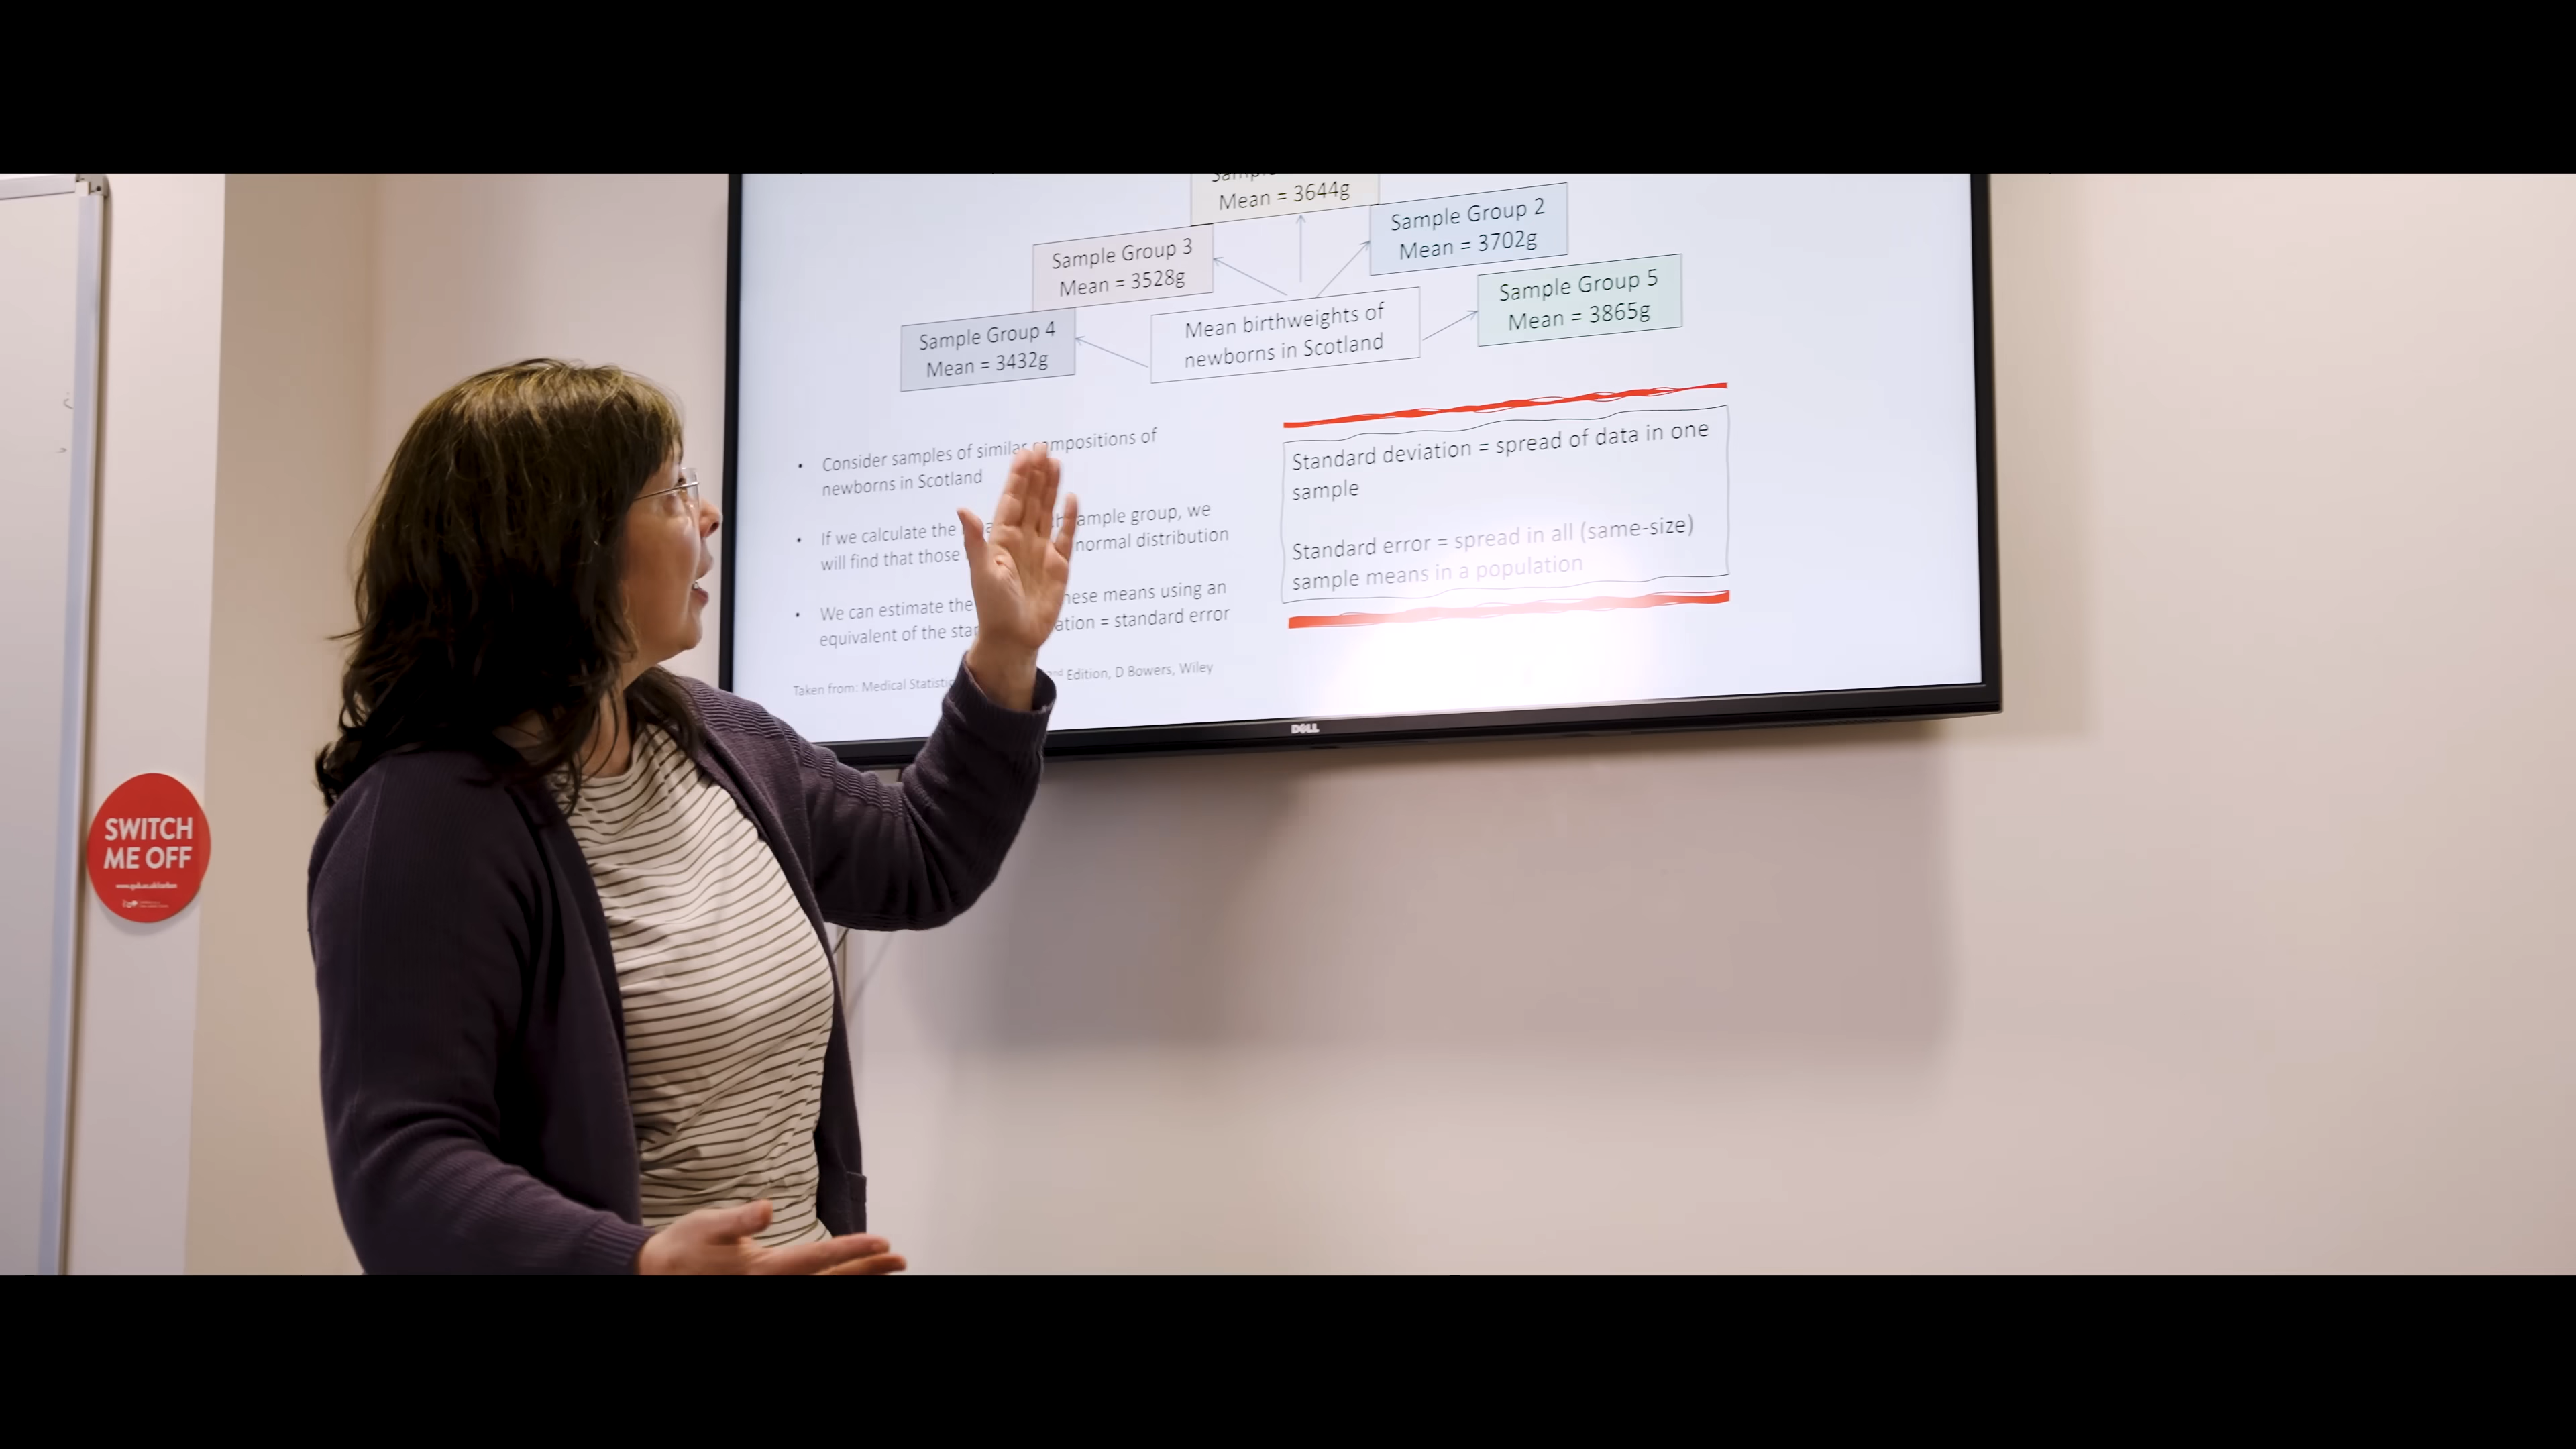 Mean = 3644g
Sample Group 2
Mean = 3702g
Sample Group 3
Mean = 3528g
Sample Group 5
Mean = 3865g
Sample Group 4
Mean = 3432g
Mean birthweights of
newborns in Scotland
• Consider samples of similar compositions of
newborns in Scotland
• If we calculate the ample group, we
will find that those normal distribution
• We can estimate the hese means using an
equivalent of the star ation = standard error
Taken from: Medical Statistic Edition, D Bowers, Wiley
Standard deviation = spread of data in one
sample
Standard error = spread in all (same-size)
sample means in a population
DELL
SWITCH
ME OFF